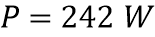 P = 242 W